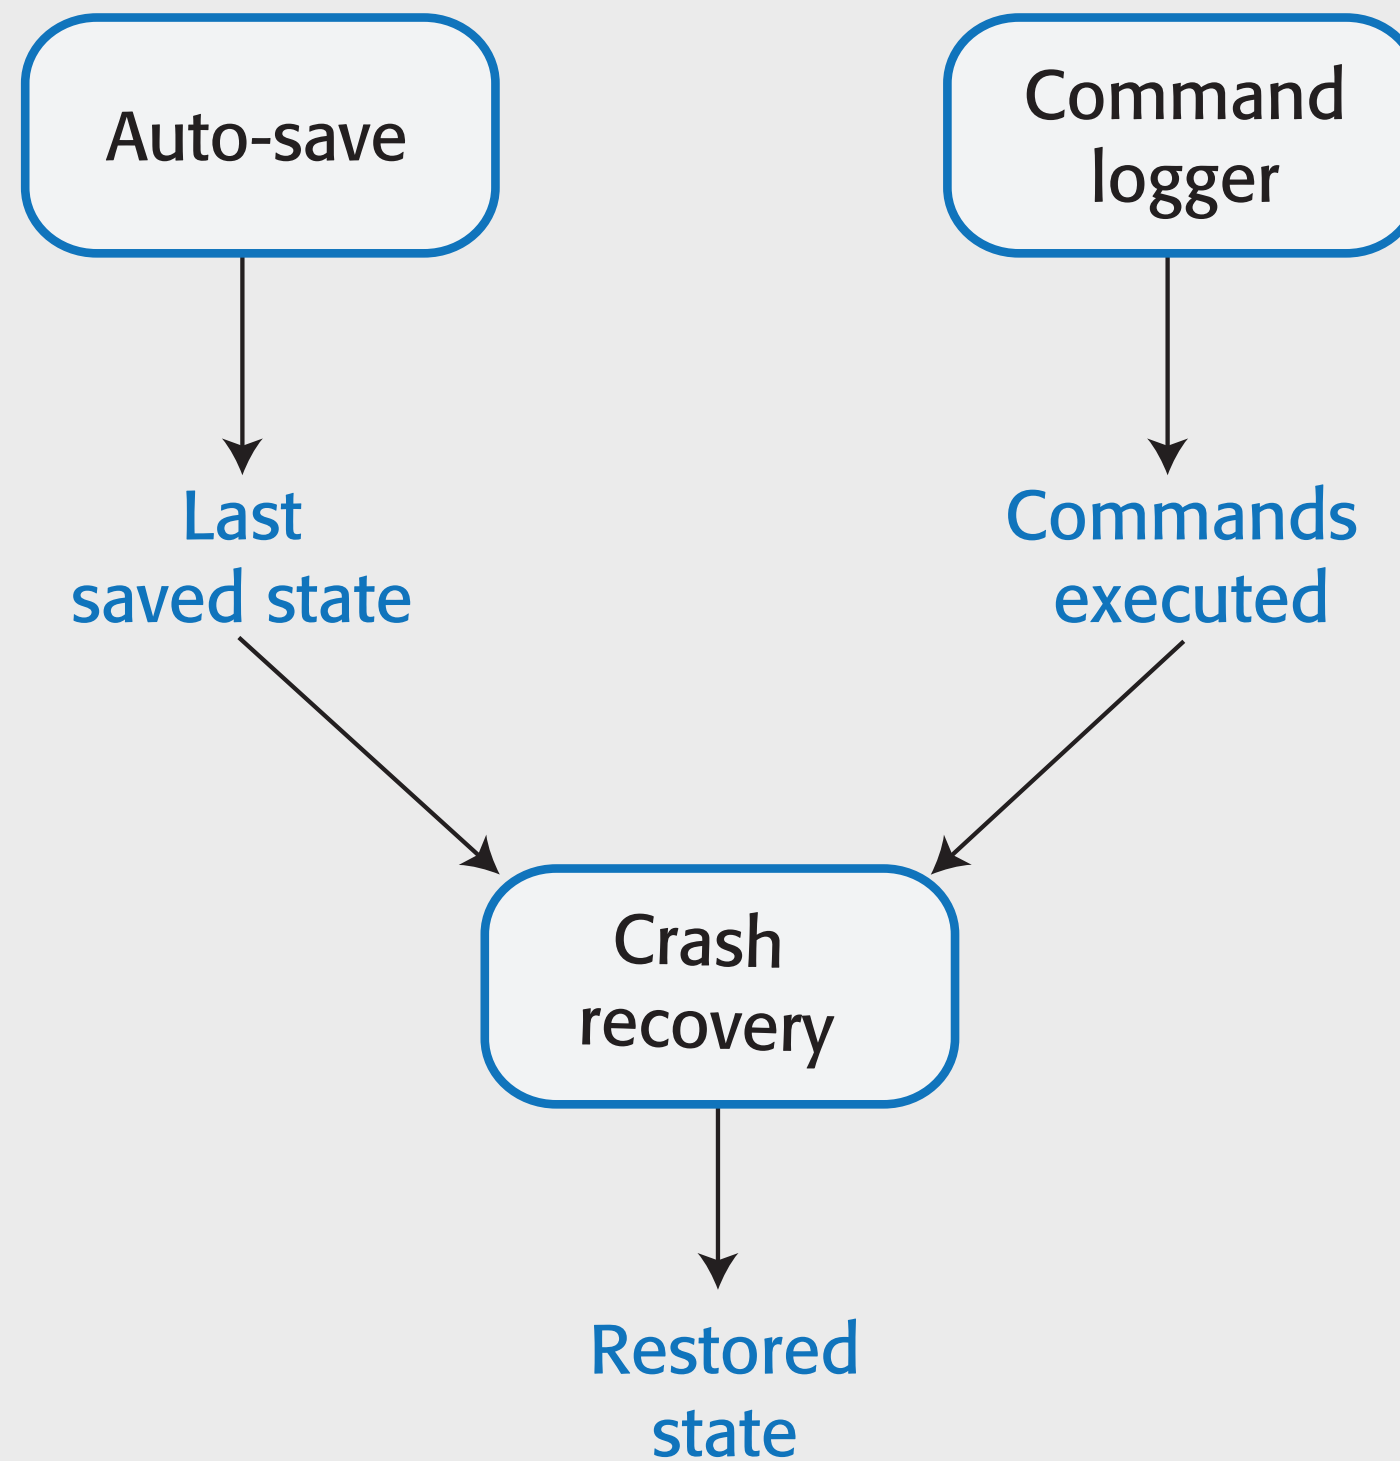 Auto-save
Command
logger
Last
saved state
Commands
executed
Crash
recovery
Restored
state